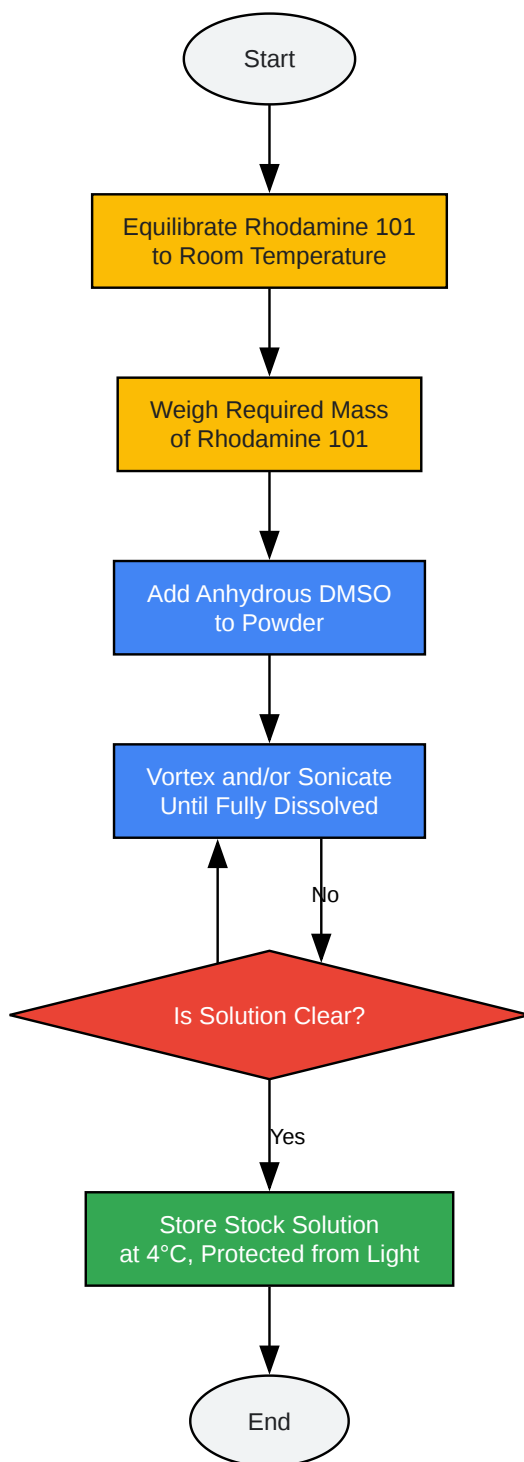 Start
Equilibrate Rhodamine 101
to Room Temperature
Weigh Required Mass
of Rhodamine 101
Add Anhydrous DMSO
to Powder
Vortex and/or Sonicate
Until Fully Dissolved
No
Is Solution Clear?
Yes
Store Stock Solution
at 4°C, Protected from Light
End